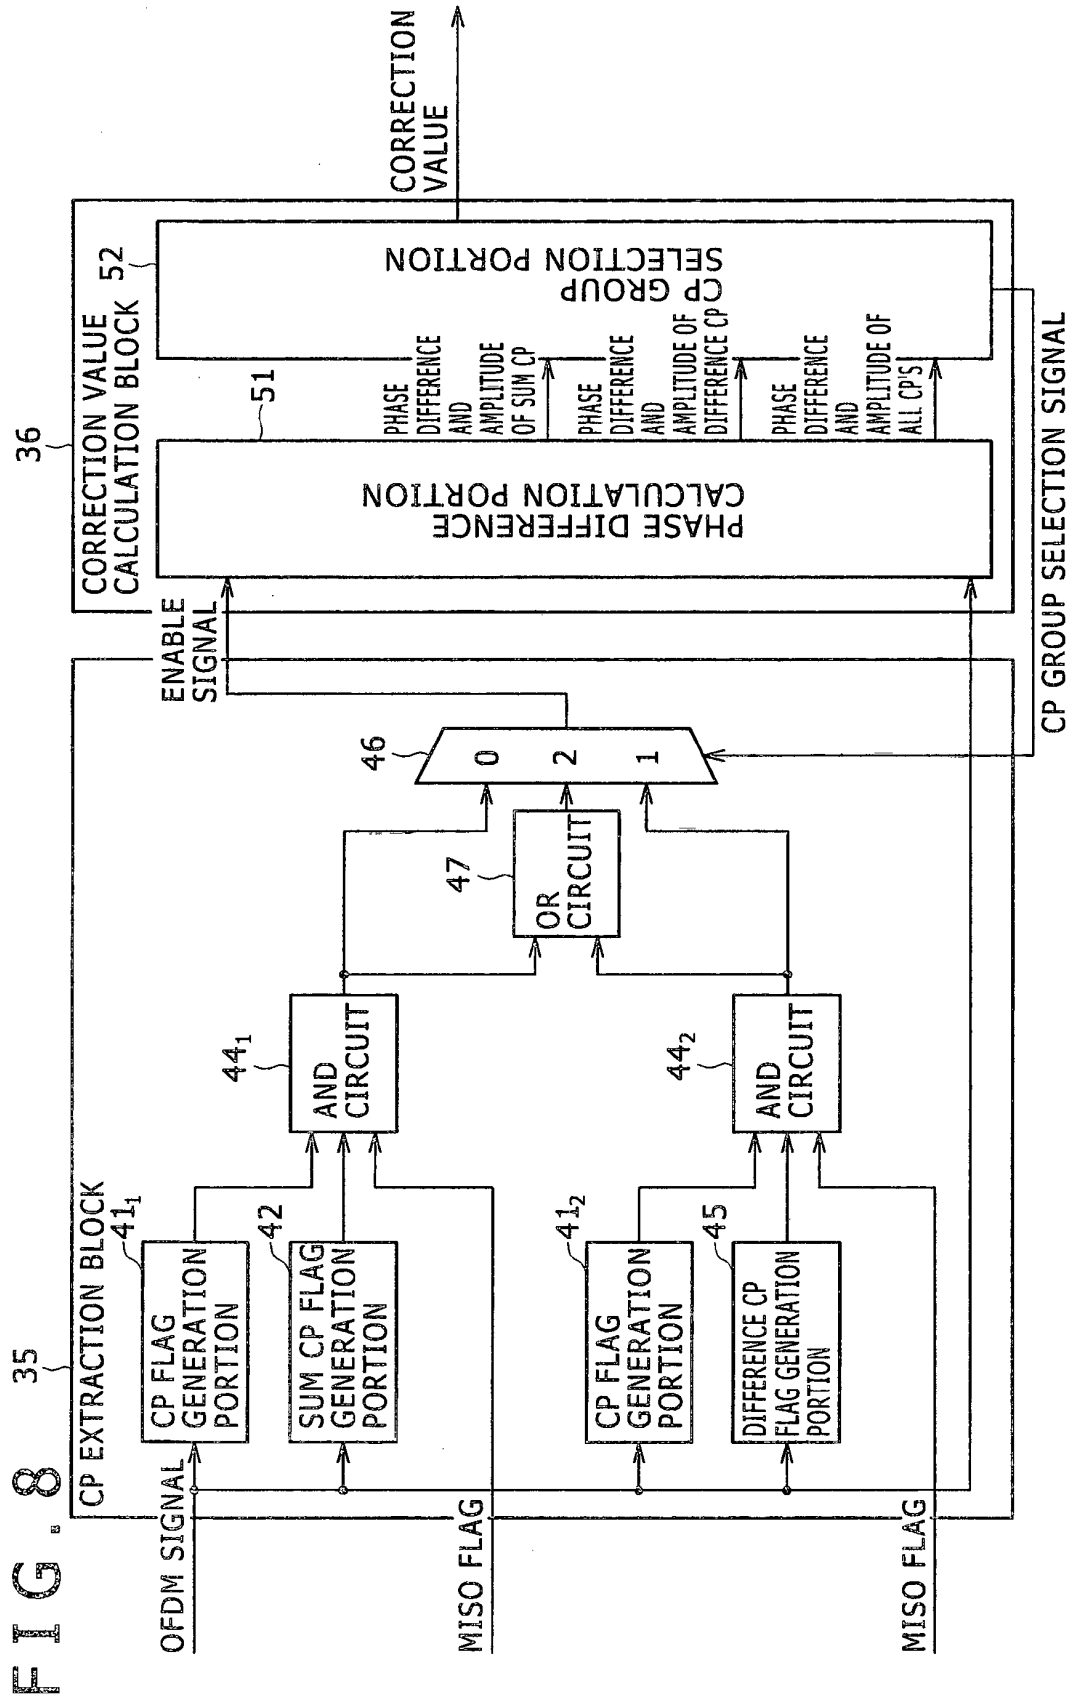 FIG. 8
35
CP EXTRACTION BLOCK
OFDM SIGNAL
MISO FLAG
MISO FLAG
41₁
CP FLAG
GENERATION
PORTION
42
SUM CP FLAG
GENERATION
PORTION
41₂
CP FLAG
GENERATION
PORTION
45
DIFFERENCE CP
FLAG GENERATION
PORTION
44₁
AND
CIRCUIT
44₂
AND
CIRCUIT
47
OR
CIRCUIT
46
0
2
1
ENABLE
SIGNAL
36
CORRECTION VALUE
CALCULATION BLOCK
51
PHASE DIFFERENCE
CALCULATION PORTION
PHASE
DIFFERENCE
AND
AMPLITUDE
OF SUM CP
PHASE
DIFFERENCE
AND
AMPLITUDE OF
DIFFERENCE CP
PHASE
DIFFERENCE
AND
AMPLITUDE OF
ALL CP'S
52
CP GROUP
SELECTION PORTION
CORRECTION
VALUE
CP GROUP SELECTION SIGNAL